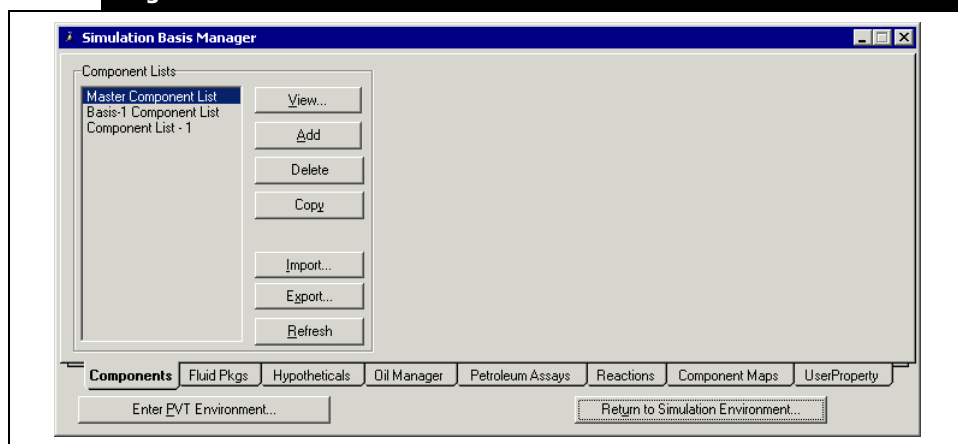 Simulation Basis Manager
Component Lists
Master Component List
Basis-1 Component List
Component List - 1
View...
Add
Delete
Copy
Import...
Export...
Refresh
Components Fluid Pkgs Hypotheticals Oil Manager Petroleum Assays Reactions Component Maps UserProperty
Enter PVT Environment... Return to Simulation Environment...